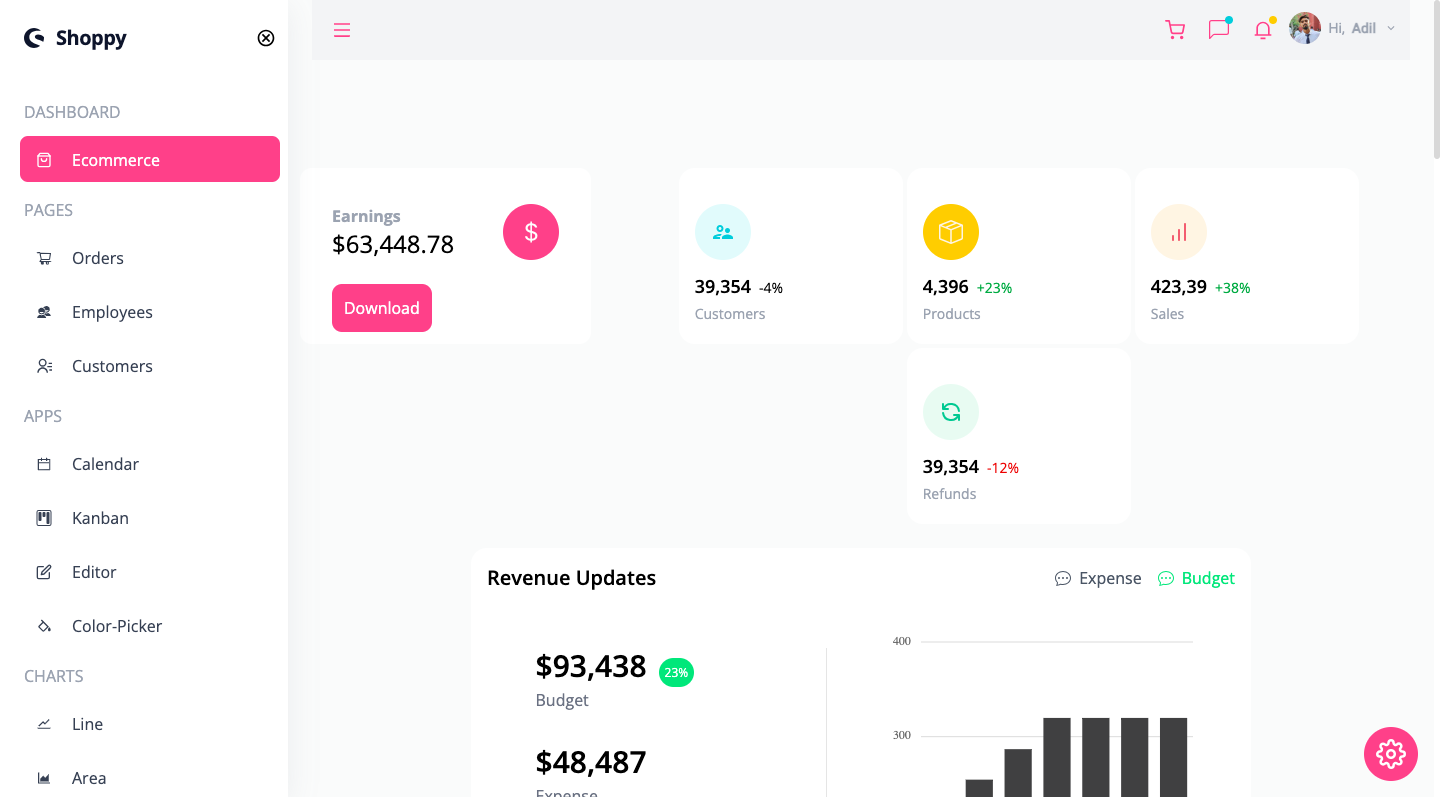 Shoppy
Hi, Adil
DASHBOARD
Ecommerce
PAGES
Orders
Employees
Customers
APPS
Calendar
Kanban
Editor
Color-Picker
CHARTS
Line
Area
Earnings
$63,448.78
Download
39,354 -4%
Customers
4,396 +23%
Products
423,39 +38%
Sales
39,354 -12%
Refunds
Revenue Updates
Expense
Budget
$93,438 23%
Budget
$48,487
Expense
400
300